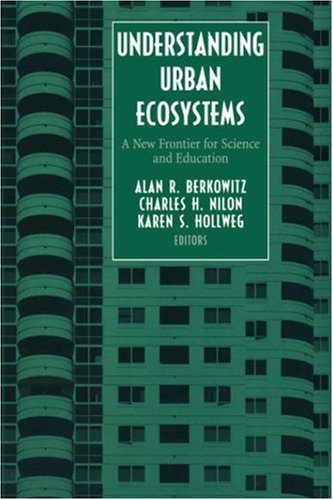 UNDERSTANDING
URBAN
ECOSYSTEMS
A New Frontier for Science
and Education
ALAN R. BERKOWITZ
CHARLES H. NILON
KAREN S. HOLLWEG
EDITORS